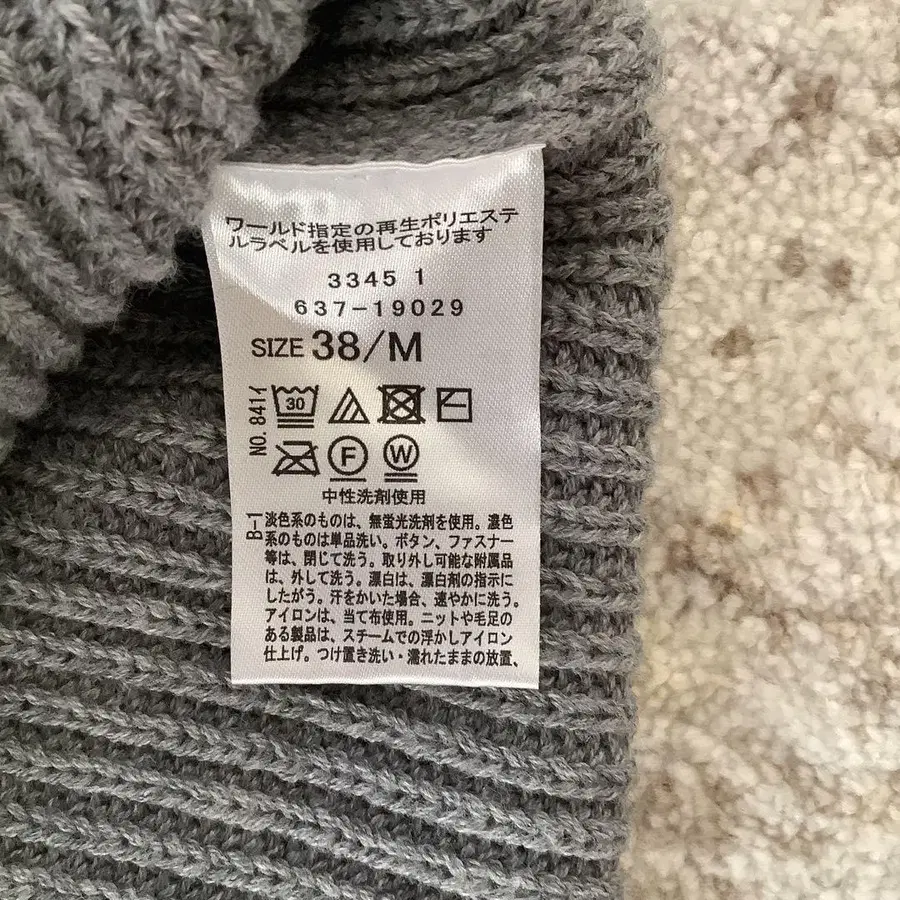 ワールド指定の再生ポリエステ
ルラベルを使用しております
3345 1
637-19029
SIZE 38/M
NO. 841イ
30
F W
中性洗剤使用
B-1
淡色系のものは、無蛍光洗剤を使用。濃色
系のものは単品洗い。ボタン、ファスナー
等は、閉じて洗う。取り外し可能な附属品
は、外して洗う。漂白は、漂白剤の指示に
したがう。汗をかいた場合、速やかに洗う。
アイロンは、当て布使用。ニットや毛足の
ある製品は、スチームでの浮かしアイロン
仕上げ。つけ置き洗い・濡れたままの放置、